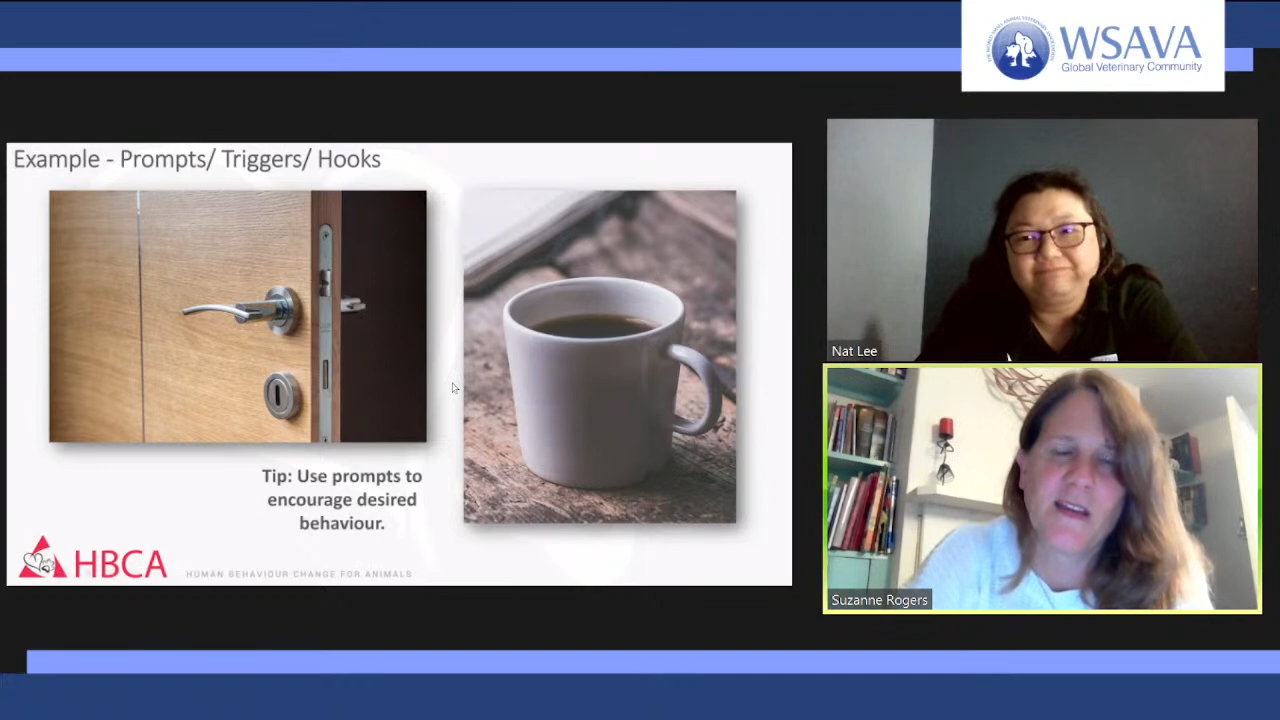 WSAVA
Global Veterinary Community
Example - Prompts/ Triggers/ Hooks
Tip: Use prompts to
encourage desired
behaviour.
HBCA
HUMAN BEHAVIOUR CHANGE FOR ANIMALS
Nat Lee
Suzanne Rogers